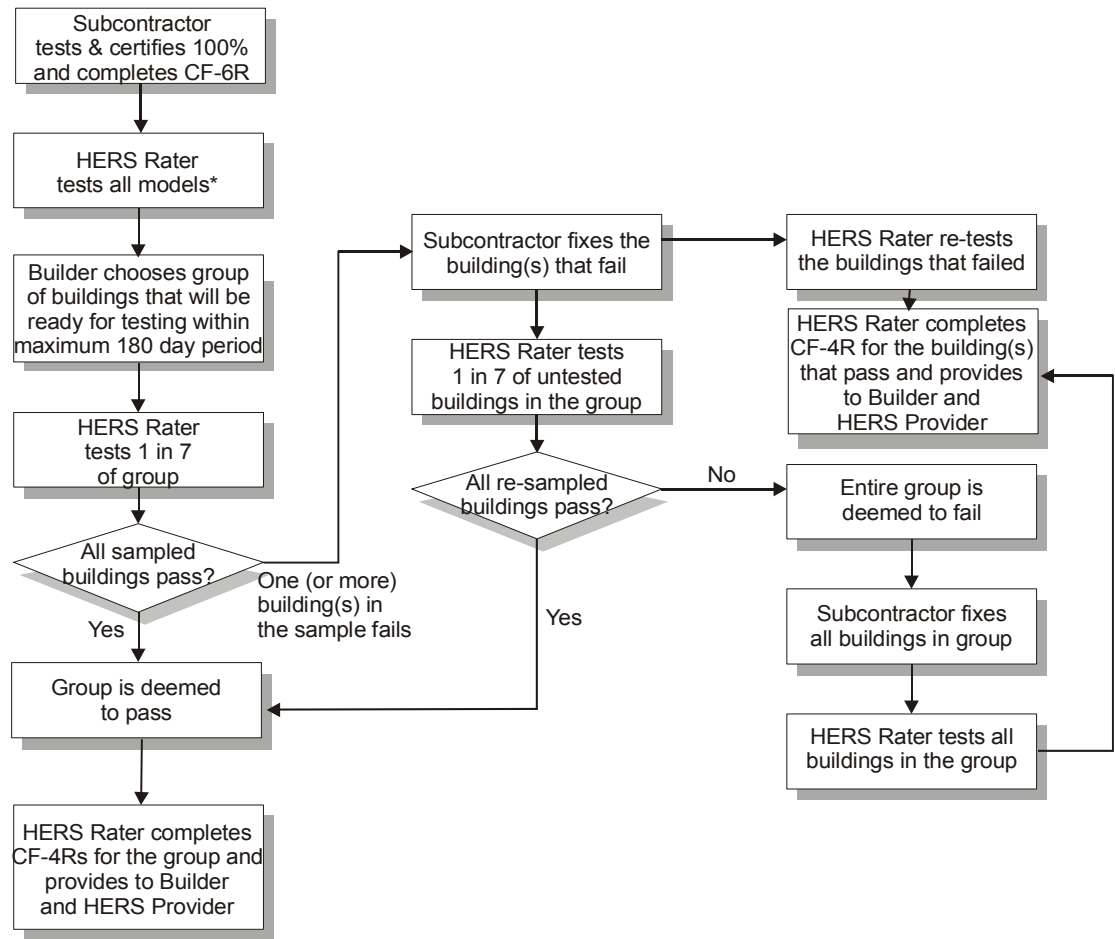 Subcontractor
tests & certifies 100%
and completes CF-6R
HERS Rater
tests all models*
Builder chooses group
of buildings that will be
ready for testing within
maximum 180 day period
HERS Rater
tests 1 in 7
of group
All sampled
buildings pass?
Yes
One (or more)
building(s) in
the sample fails
Group is deemed
to pass
HERS Rater completes
CF-4Rs for the group and
provides to Builder
and HERS Provider
Subcontractor fixes the
building(s) that fail
HERS Rater tests
1 in 7 of untested
buildings in the group
All re-sampled
buildings pass?
No
Yes
HERS Rater re-tests
the buildings that failed
HERS Rater completes
CF-4R for the building(s)
that pass and provides
to Builder and
HERS Provider
Entire group is
deemed to fail
Subcontractor fixes
all buildings in group
HERS Rater tests all
buildings in the group